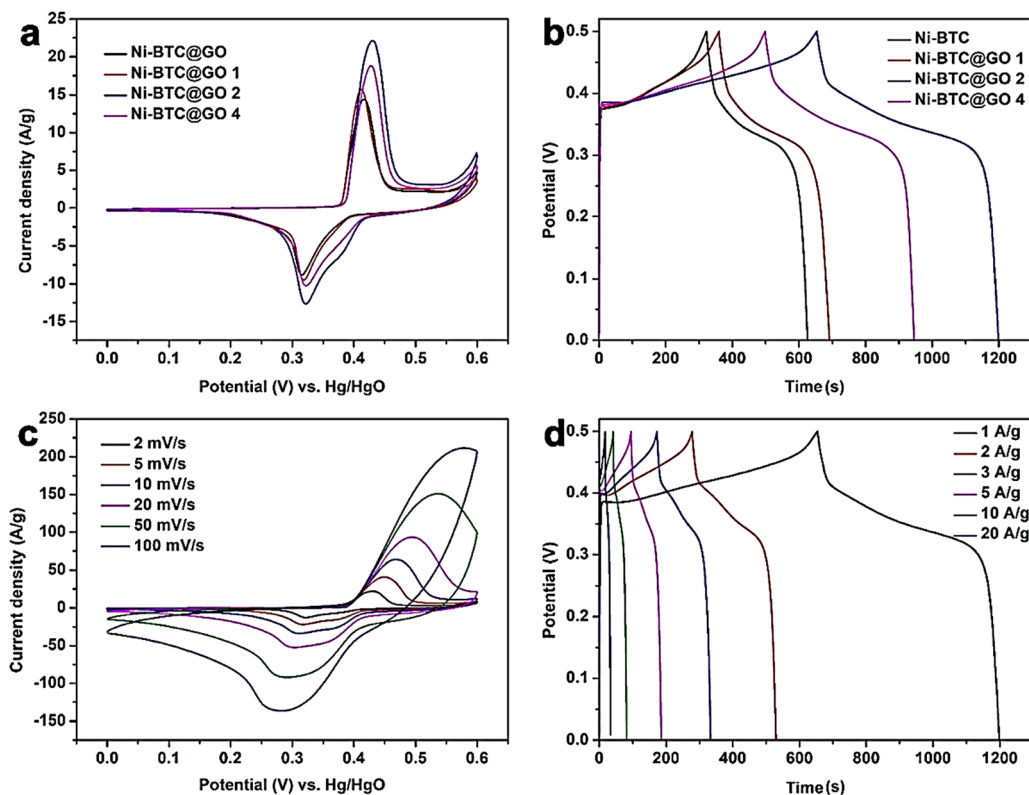 a
Ni-BTC@GO
Ni-BTC@GO 1
Ni-BTC@GO 2
Ni-BTC@GO 4
Current density (A/g)
25
20
15
10
5
0
-5
-10
-15
0.0 0.1 0.2 0.3 0.4 0.5 0.6
Potential (V) vs. Hg/HgO
b
Ni-BTC
Ni-BTC@GO 1
Ni-BTC@GO 2
Ni-BTC@GO 4
Potential (V)
0.5
0.4
0.3
0.2
0.1
0.0
0 200 400 600 800 1000 1200
Time(s)
c
2 mV/s
5 mV/s
10 mV/s
20 mV/s
50 mV/s
100 mV/s
Current density (A/g)
250
200
150
100
50
0
-50
-100
-150
0.0 0.1 0.2 0.3 0.4 0.5 0.6
Potential (V) vs. Hg/HgO
d
1 A/g
2 A/g
3 A/g
5 A/g
10 A/g
20 A/g
Potential (V)
0.5
0.4
0.3
0.2
0.1
0.0
0 200 400 600 800 1000 1200
Time(s)